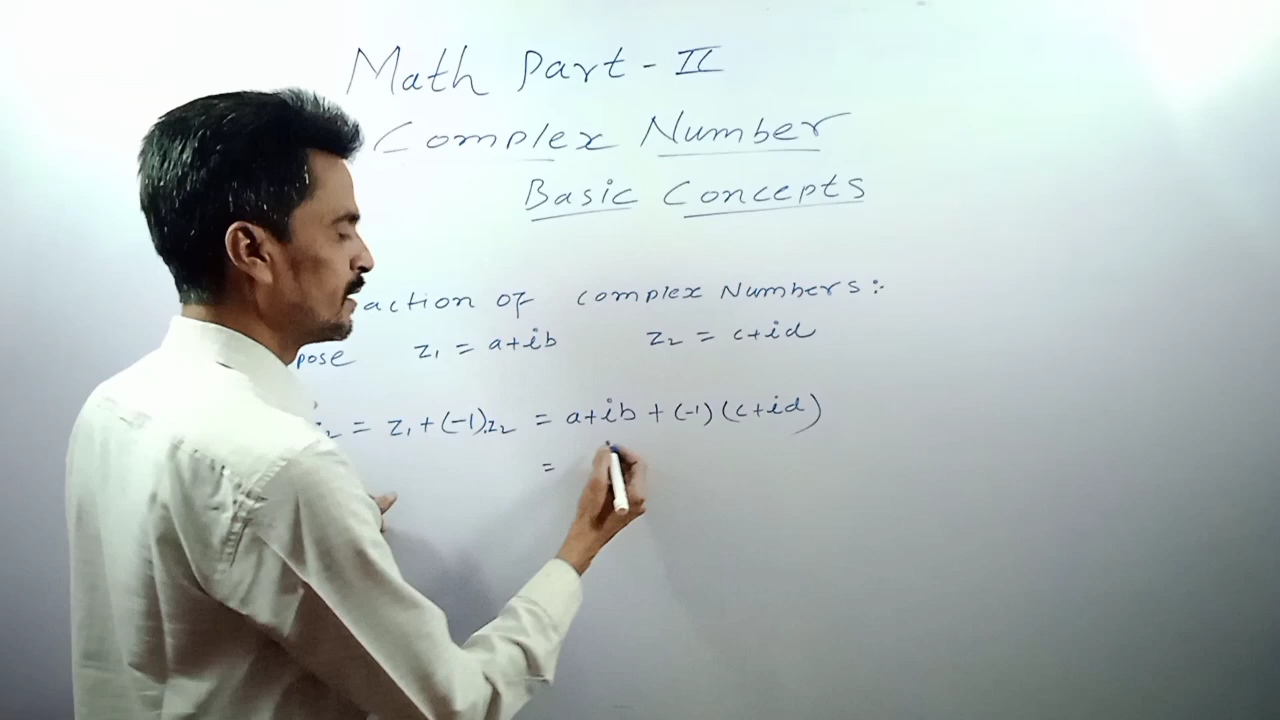 Math Part - II
Complex Number
Basic Concepts
action of complex Numbers :-
pose z₁ = a+ib z₂ = c+id
₂ = z₁ + (-1).z₂ = a+ib + (-1) (c+id)
=